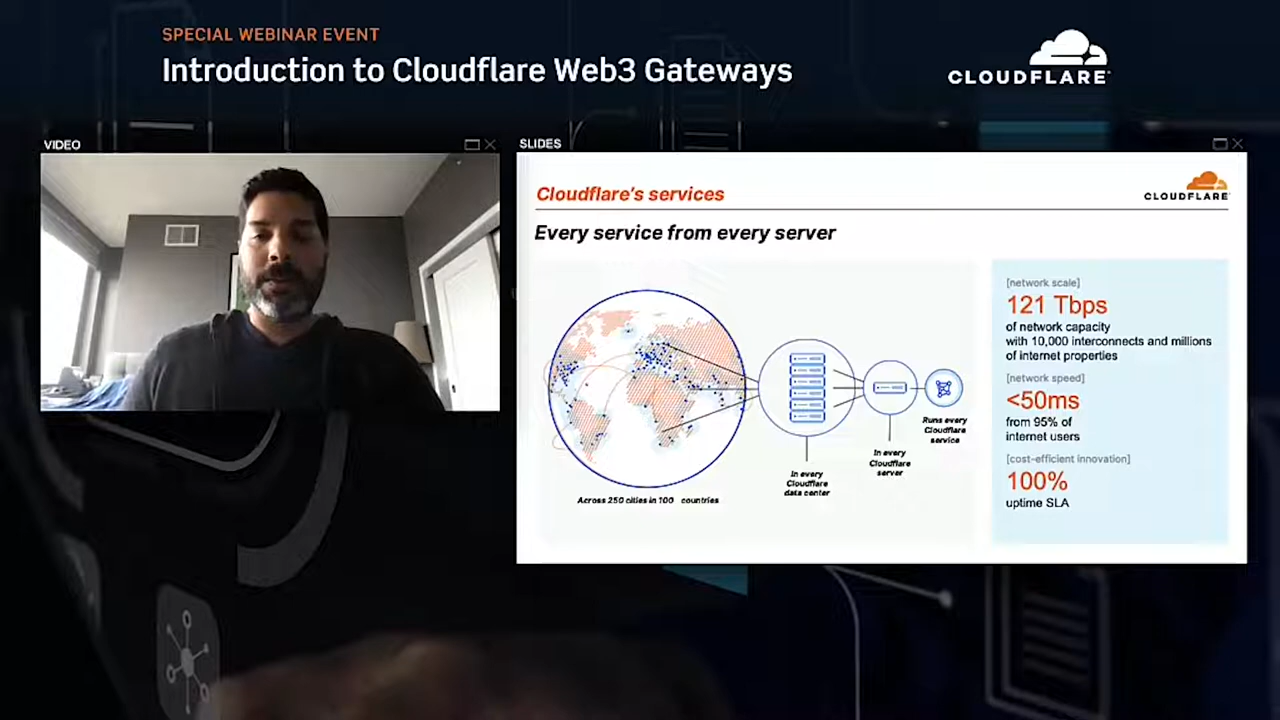 SPECIAL WEBINAR EVENT
Introduction to Cloudflare Web3 Gateways
CLOUDFLARE
VIDEO
SLIDES
Cloudflare's services
CLOUDFLARE
Every service from every server
[network scale]
121 Tbps
of network capacity
with 10,000 interconnects and millions
of internet properties
[network speed]
<50ms
from 95% of
internet users
[cost-efficient innovation]
100%
uptime SLA
Runs every
Cloudflare
service
In every
Cloudflare
server
In every
Cloudflare
data center
Across 250 cities in 100 countries